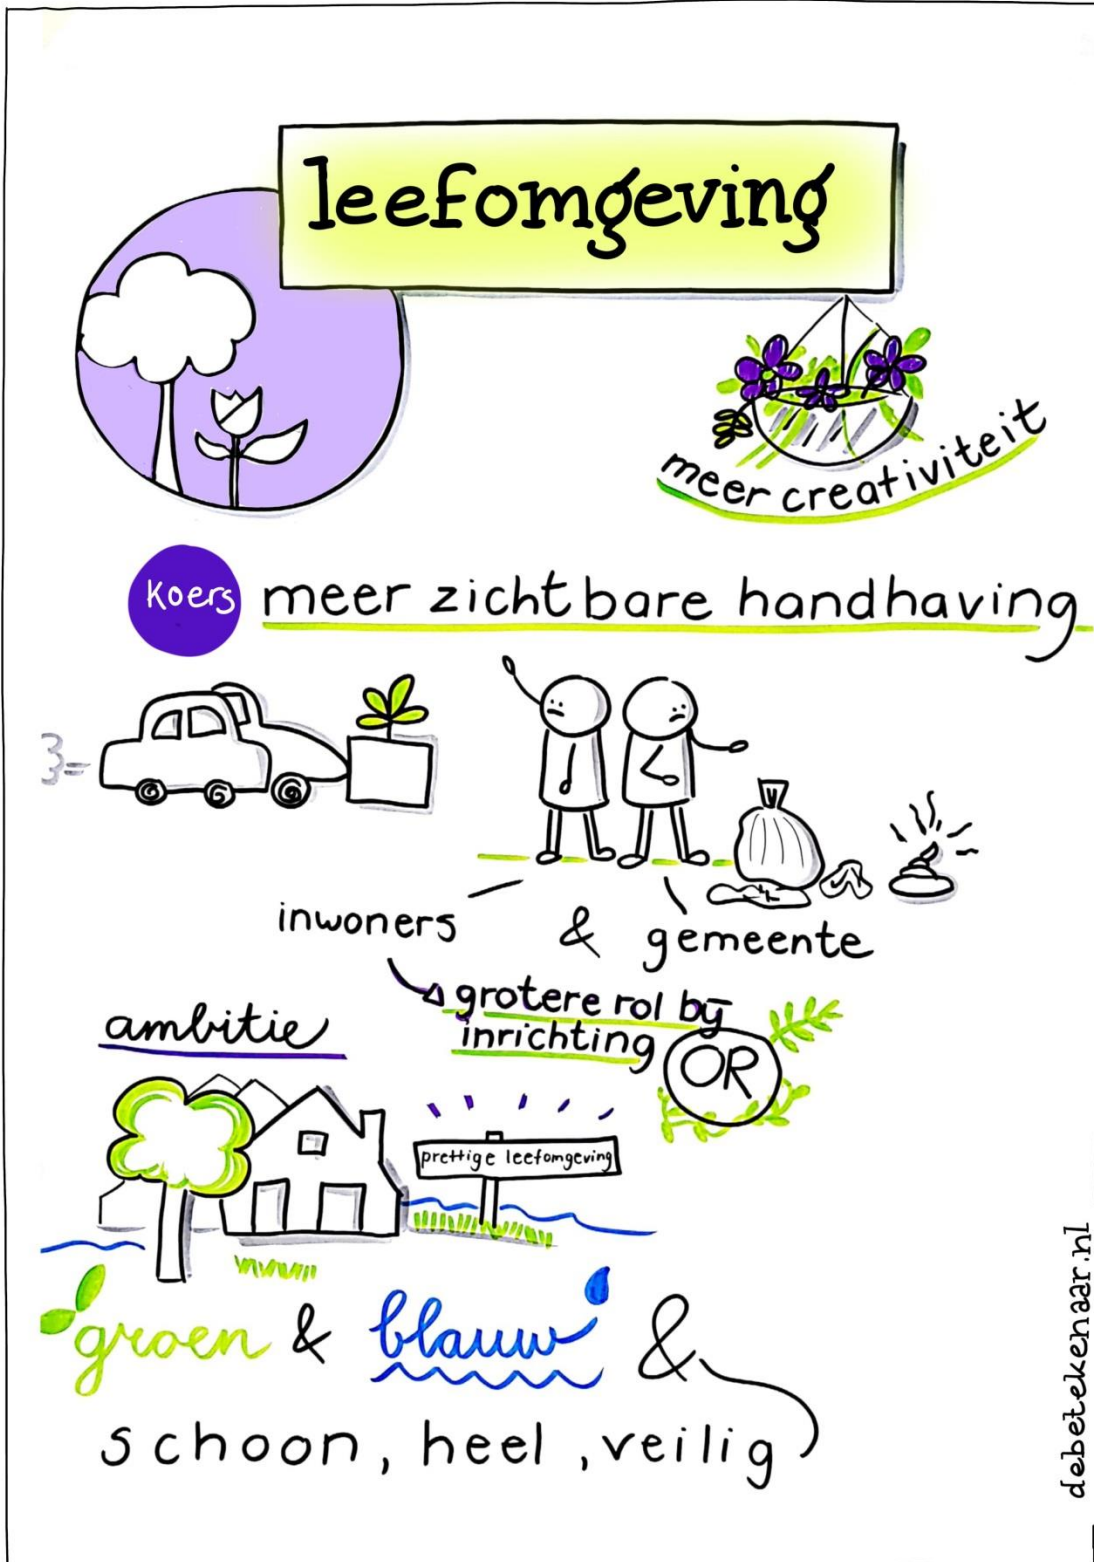 leefomgeving
meer creativiteit
Koers
meer zichtbare handhaving
inwoners & gemeente
grotere rol bij
inrichting
OR
ambitie
prettige leefomgeving
groen & blauw &
schoon, heel, veilig
debetekenaar.nl